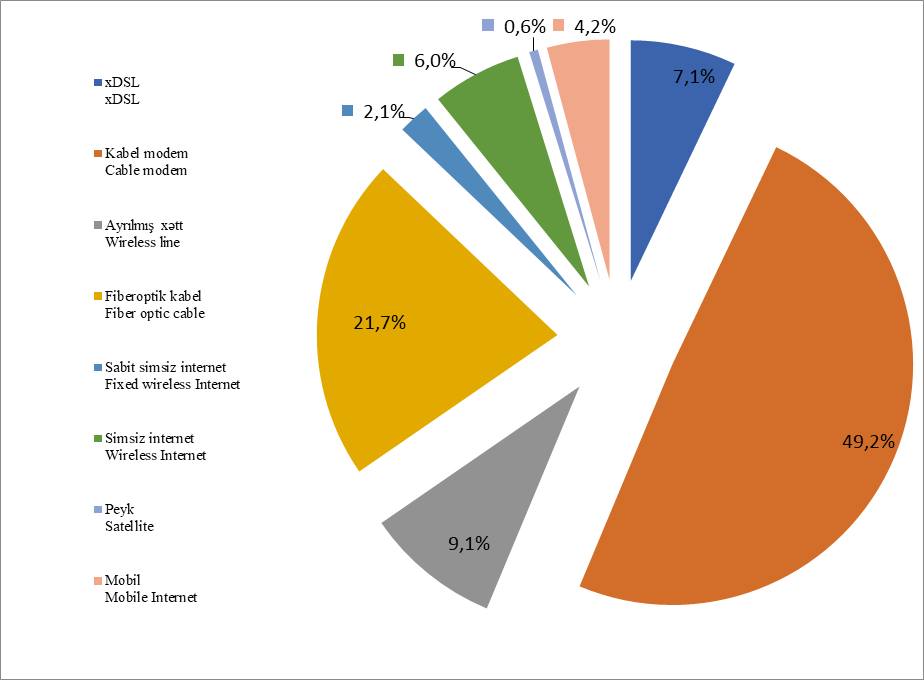 xDSL
xDSL
Kabel modem
Cable modem
Ayrılmış  xətt
Wireless line
Fiberoptik kabel
Fiber optic cable
Sabit simsiz internet
Fixed wireless Internet
Simsiz internet
Wireless Internet
Peyk
Satellite
Mobil
Mobile Internet
0,6%
4,2%
6,0%
7,1%
2,1%
21,7%
49,2%
9,1%